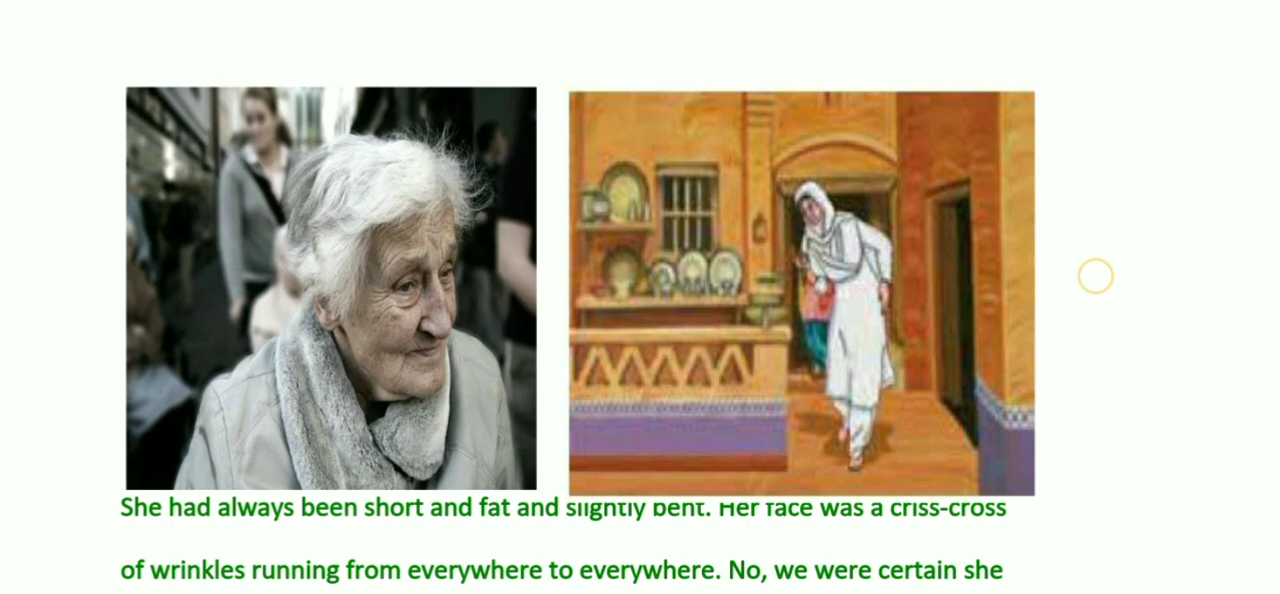 She had always been short and fat and slightly bent. Her face was a criss-cross
of wrinkles running from everywhere to everywhere. No, we were certain she